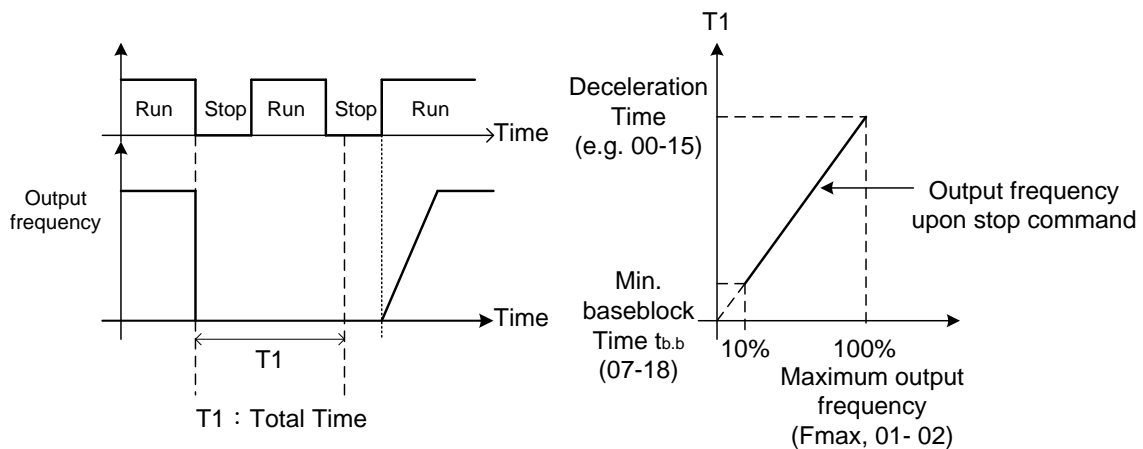 Run
Stop
Run
Stop
Run
Time
Output
frequency
Time
T1
T1：Total Time
T1
Deceleration
Time
(e.g. 00-15)
Output frequency
upon stop command
Min.
baseblock
Time tb.b
(07-18)
10%
100%
Maximum output
frequency
(Fmax, 01- 02)